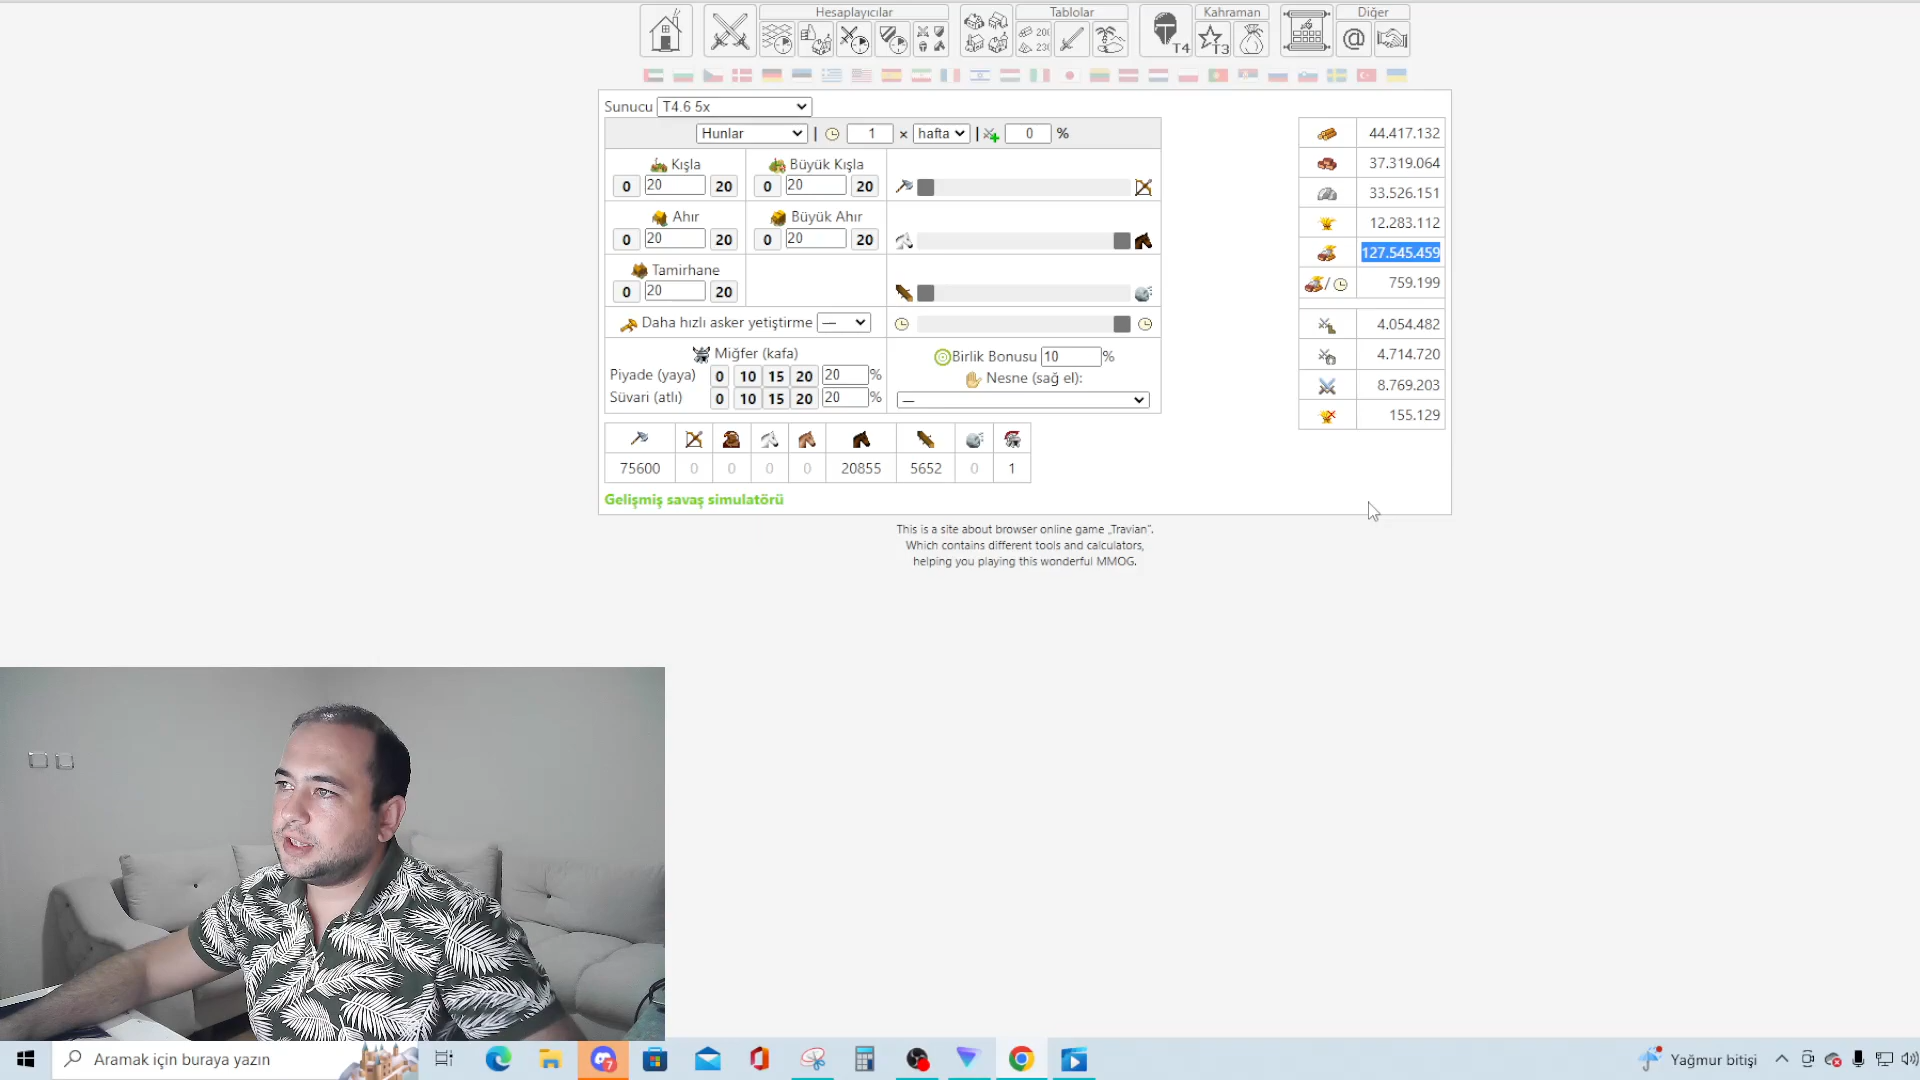 Hesaplayıcılar
Tablolar
Kahraman
Diğer
T4
T3
Sunucu T4.6 5x
Hunlar | 1 × hafta | 0 %
Kışla
0 20 20
Büyük Kışla
0 20 20
Ahır
0 20 20
Büyük Ahır
0 20 20
Tamirhane
0 20 20
Daha hızlı asker yetiştirme —
Miğfer (kafa)
Piyade (yaya) 0 10 15 20 20 %
Süvari (atlı) 0 10 15 20 20 %
Birlik Bonusu 10 %
Nesne (sağ el):
—
75600 0 0 0 0 20855 5652 0 1
Gelişmiş savaş simulatörü
44.417.132
37.319.064
33.526.151
12.283.112
127.545.459
/ 759.199
4.054.482
4.714.720
8.769.203
155.129
This is a site about browser online game „Travian".
Which contains different tools and calculators,
helping you playing this wonderful MMOG.
Aramak için buraya yazın
7
Yağmur bitişi